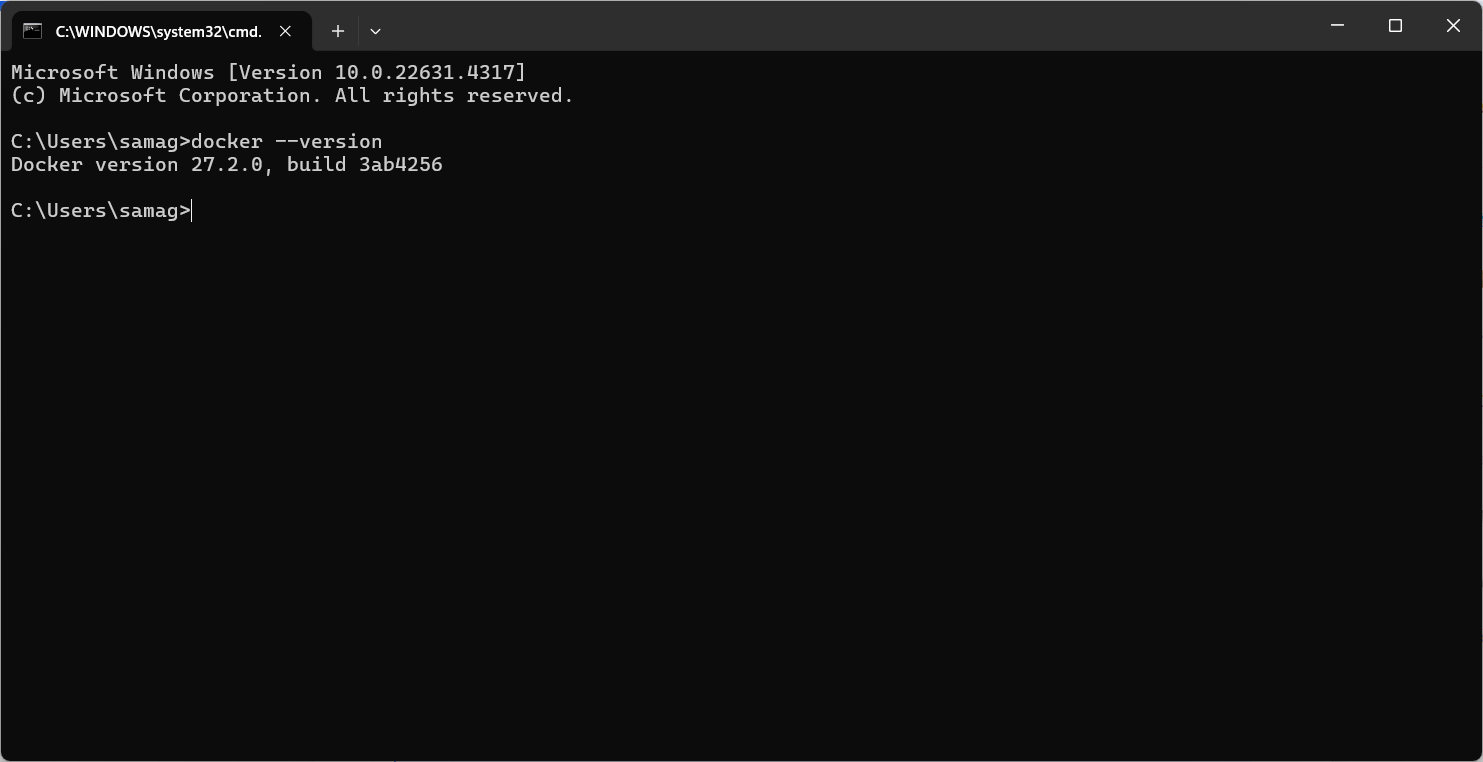 C:\WINDOWS\system32\cmd.
Microsoft Windows [Version 10.0.22631.4317]
(c) Microsoft Corporation. All rights reserved.
C:\Users\samag>docker --version
Docker version 27.2.0, build 3ab4256
C:\Users\samag>